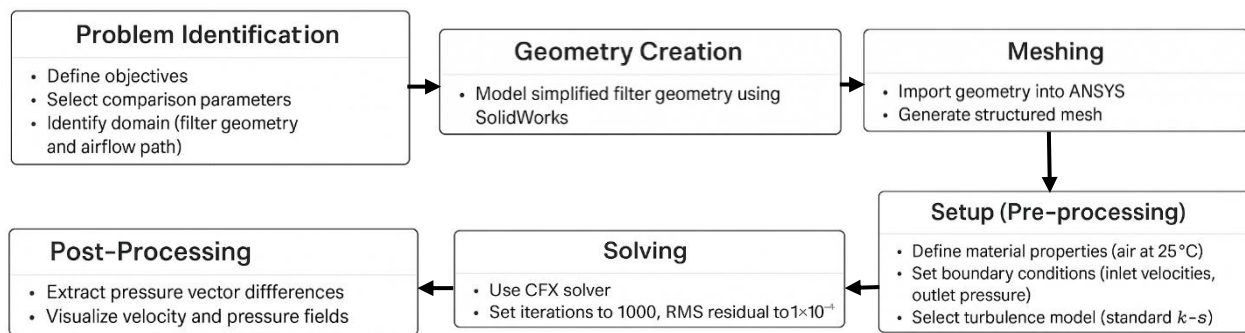 Problem Identification
• Define objectives
• Select comparison parameters
• Identify domain (filter geometry
and airflow path)
Geometry Creation
• Model simplified filter geometry using
SolidWorks
Meshing
• Import geometry into ANSYS
• Generate structured mesh
Setup (Pre-processing)
• Define material properties (air at 25°C)
• Set boundary conditions (inlet velocities,
outlet pressure)
• Select turbulence model (standard k-s)
Solving
• Use CFX solver
• Set iterations to 1000, RMS residual to 1×10⁻⁴
Post-Processing
• Extract pressure vector diffferences
• Visualize velocity and pressure fields